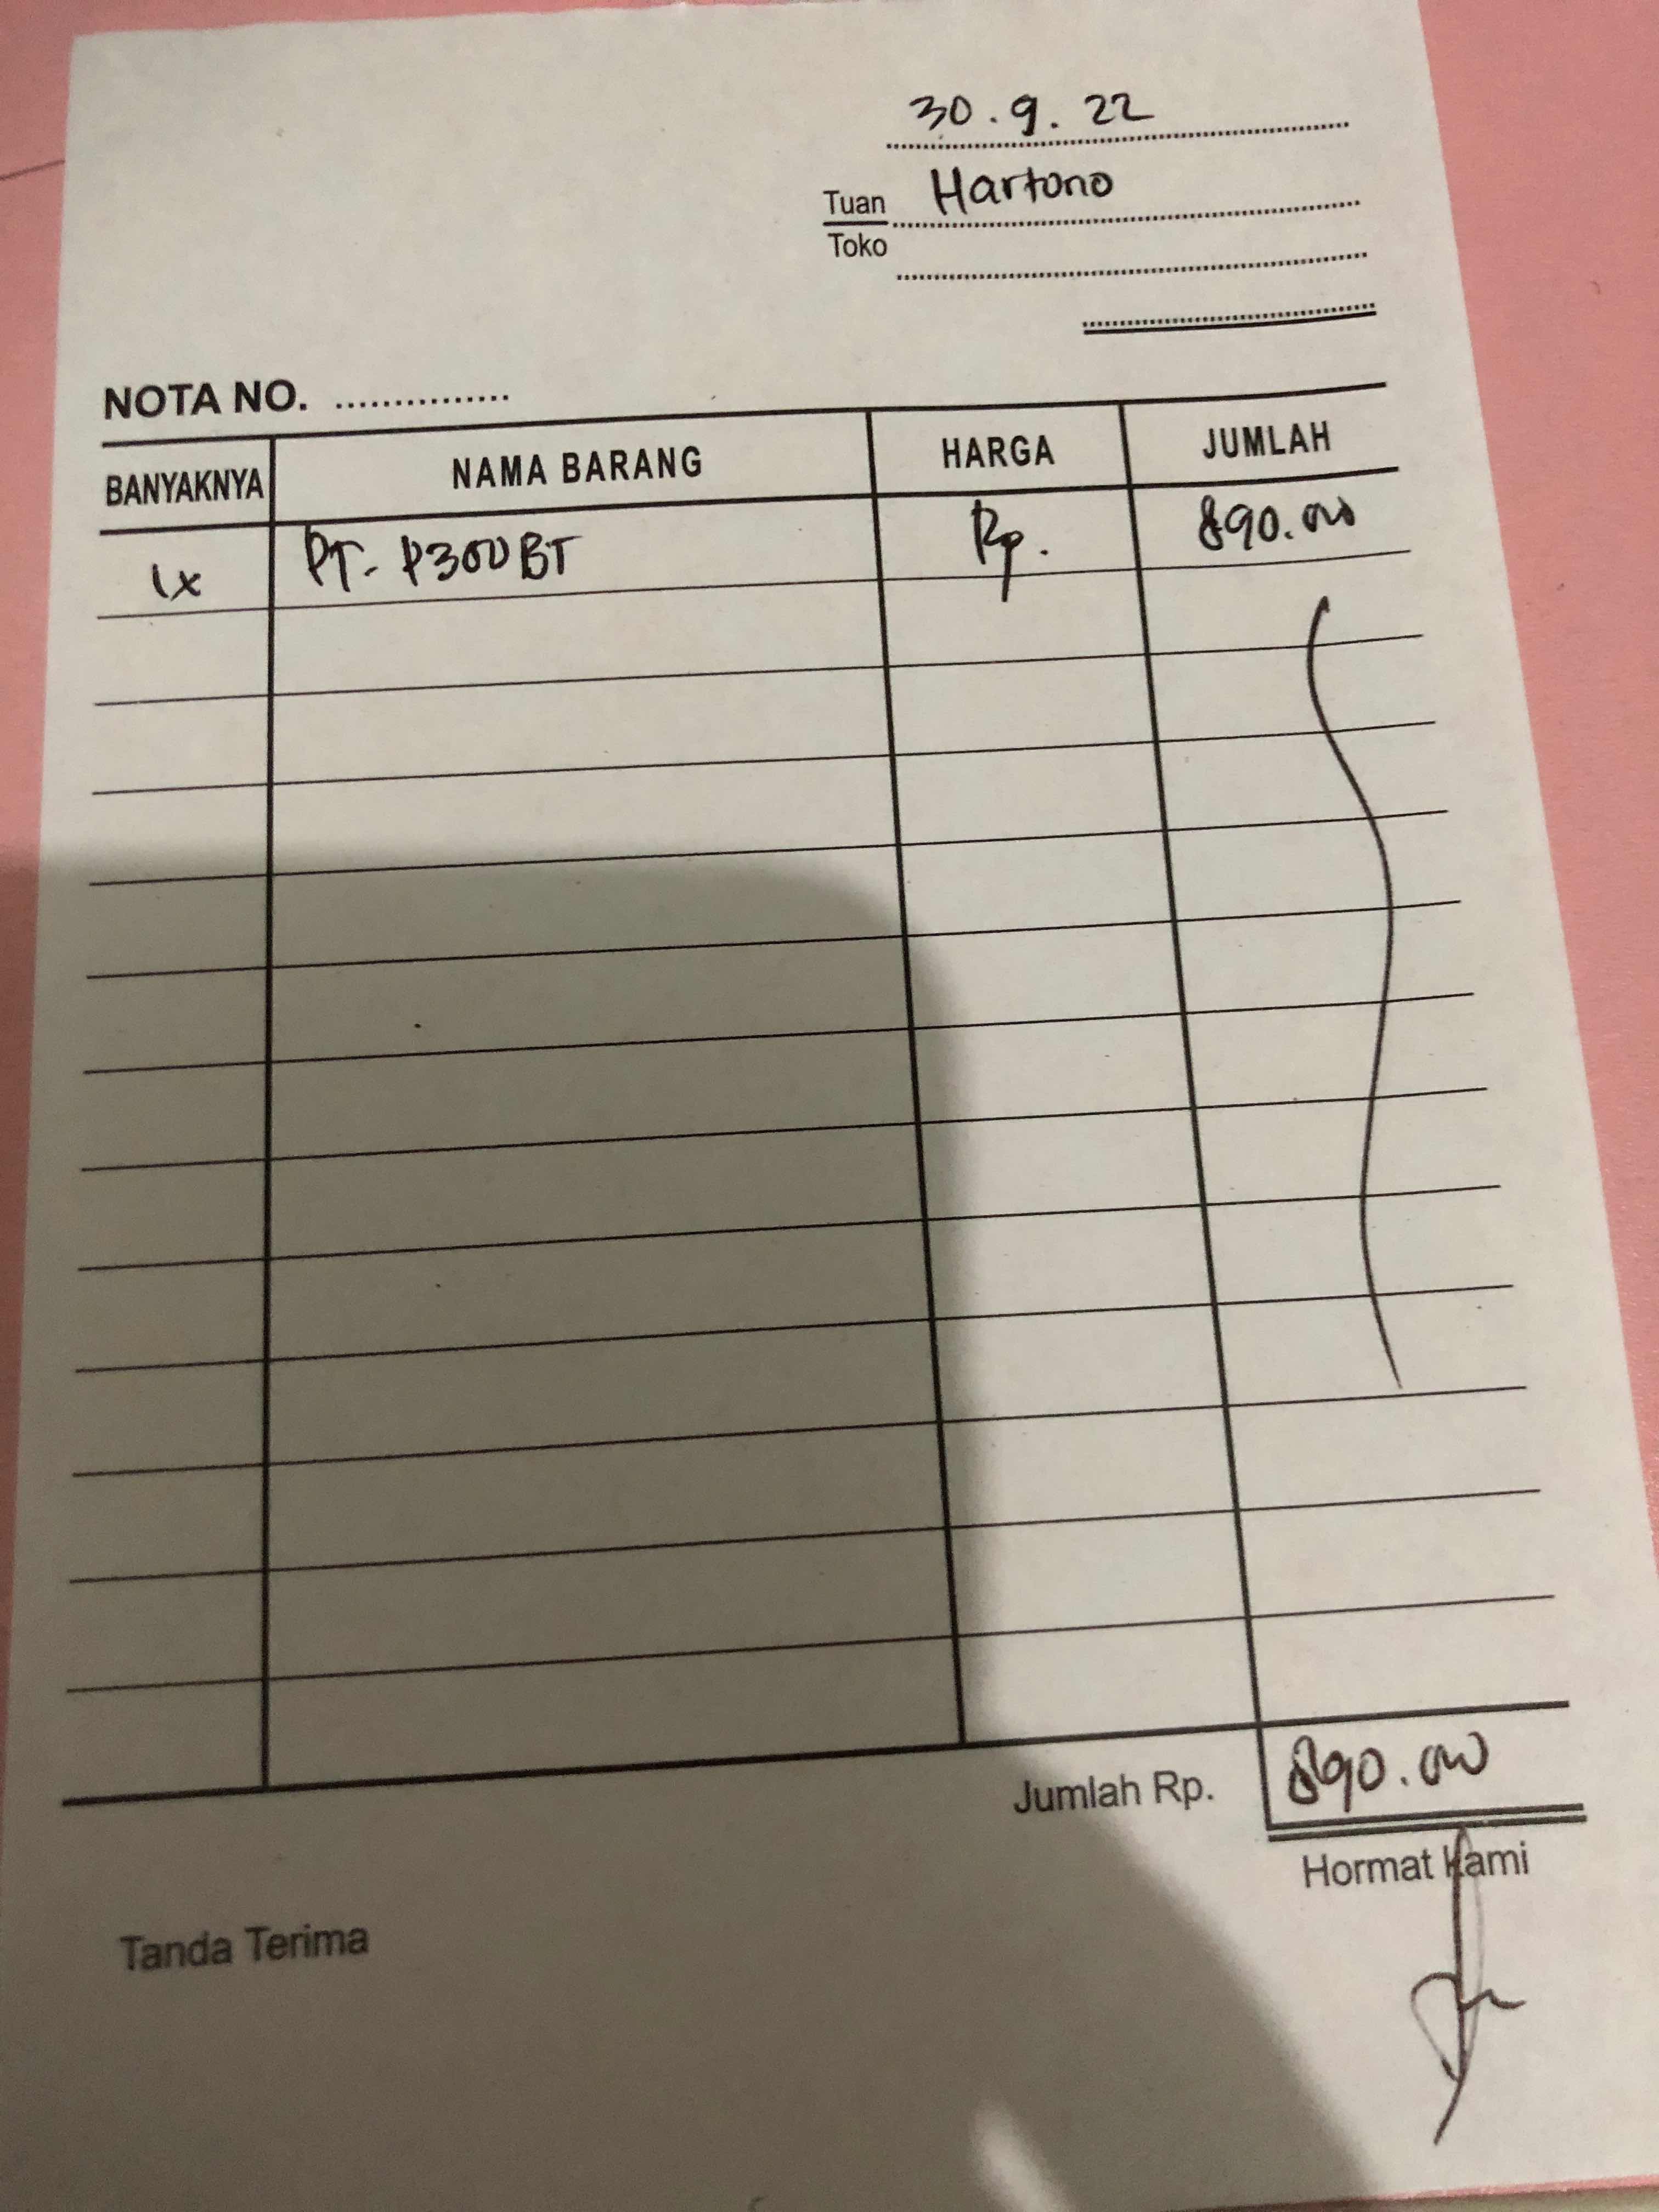 30.9.22
Tuan Hartono
Toko
NOTA NO. ...............
BANYAKNYA NAMA BARANG HARGA JUMLAH
1x PT-P300BT Rp. 890.000
Jumlah Rp. 890.000
Hormat Kami
Tanda Terima